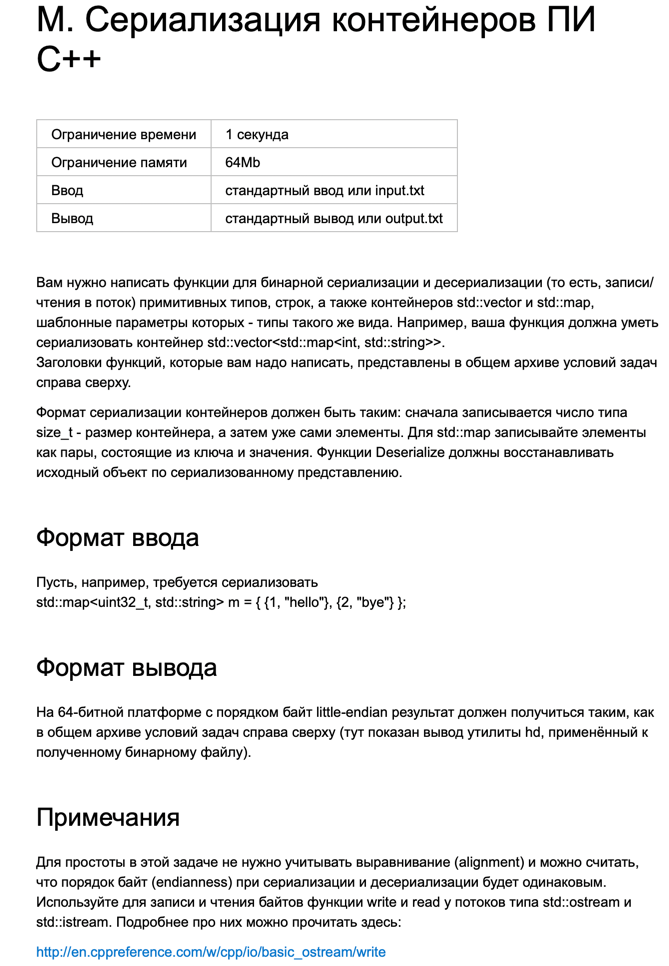 М. Сериализация контейнеров ПИ
С++
Ограничение времени 1 секунда
Ограничение памяти 64Mb
Ввод стандартный ввод или input.txt
Вывод стандартный вывод или output.txt
Вам нужно написать функции для бинарной сериализации и десериализации (то есть, записи/
чтения в поток) примитивных типов, строк, а также контейнеров std::vector и std::map,
шаблонные параметры которых - типы такого же вида. Например, ваша функция должна уметь
сериализовать контейнер std::vector<std::map<int, std::string>>.
Заголовки функций, которые вам надо написать, представлены в общем архиве условий задач
справа сверху.
Формат сериализации контейнеров должен быть таким: сначала записывается число типа
size_t - размер контейнера, а затем уже сами элементы. Для std::map записывайте элементы
как пары, состоящие из ключа и значения. Функции Deserialize должны восстанавливать
исходный объект по сериализованному представлению.
Формат ввода
Пусть, например, требуется сериализовать
std::map<uint32_t, std::string> m = { {1, "hello"}, {2, "bye"} };
Формат вывода
На 64-битной платформе с порядком байт little-endian результат должен получиться таким, как
в общем архиве условий задач справа сверху (тут показан вывод утилиты hd, применённый к
полученному бинарному файлу).
Примечания
Для простоты в этой задаче не нужно учитывать выравнивание (alignment) и можно считать,
что порядок байт (endianness) при сериализации и десериализации будет одинаковым.
Используйте для записи и чтения байтов функции write и read у потоков типа std::ostream и
std::istream. Подробнее про них можно прочитать здесь:
http://en.cppreference.com/w/cpp/io/basic_ostream/write